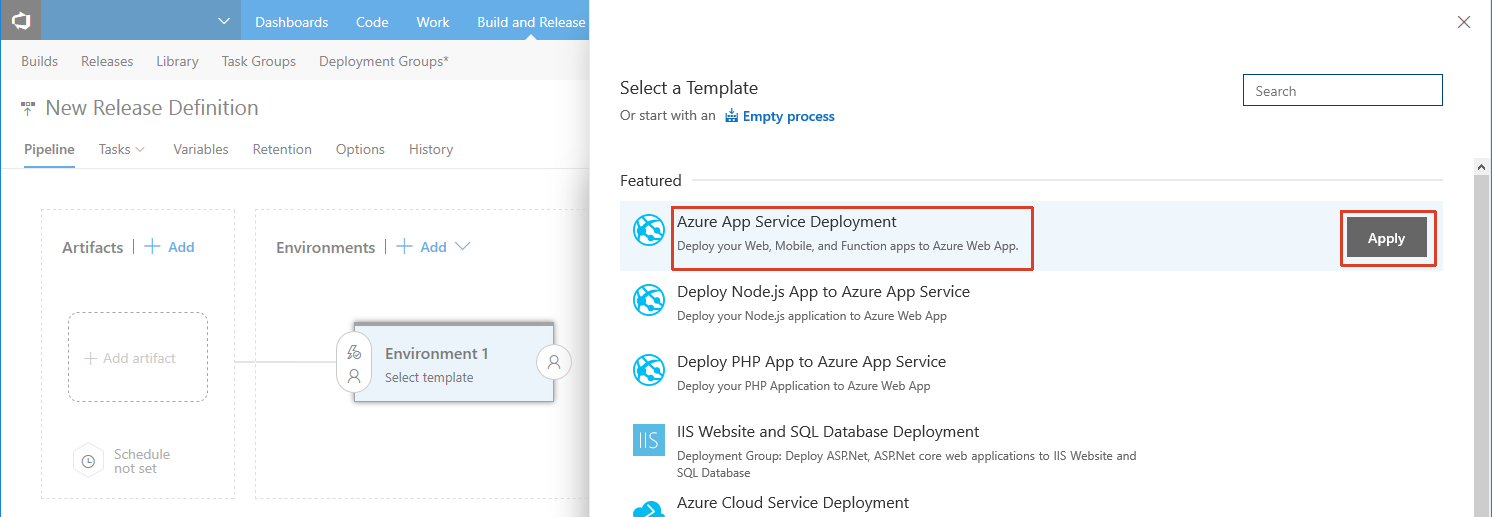 Dashboards Code Work Build and Release
Builds Releases Library Task Groups Deployment Groups*
New Release Definition
Pipeline Tasks Variables Retention Options History
Artifacts + Add
Environments + Add
+ Add artifact
Environment 1
Select template
Schedule
not set
Select a Template
Search
Or start with an Empty process
Featured
Azure App Service Deployment
Deploy your Web, Mobile, and Function apps to Azure Web App.
Apply
Deploy Node.js App to Azure App Service
Deploy your Node.js application to Azure Web App
Deploy PHP App to Azure App Service
Deploy your PHP Application to Azure Web App
IIS
IIS Website and SQL Database Deployment
Deployment Group: Deploy ASP.Net, ASP.Net core web applications to IIS Website and
SQL Database
Azure Cloud Service Deployment